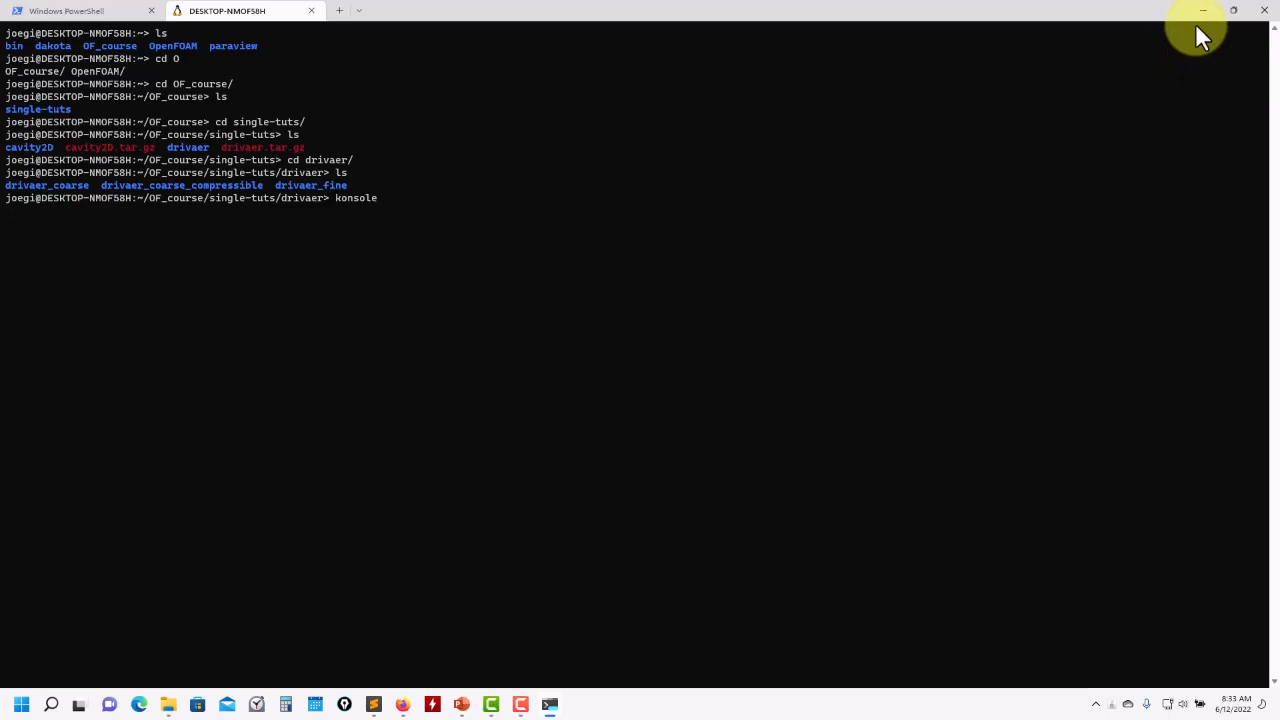 Windows PowerShell
DESKTOP-NMOF58H
joegi@DESKTOP-NMOF58H:~> ls
bin dakota OF_course OpenFOAM paraview
joegi@DESKTOP-NMOF58H:~> cd O
OF_course/ OpenFOAM/
joegi@DESKTOP-NMOF58H:~> cd OF_course/
joegi@DESKTOP-NMOF58H:~/OF_course> ls
single-tuts
joegi@DESKTOP-NMOF58H:~/OF_course> cd single-tuts/
joegi@DESKTOP-NMOF58H:~/OF_course/single-tuts> ls
cavity2D cavity2D.tar.gz drivaer drivaer.tar.gz
joegi@DESKTOP-NMOF58H:~/OF_course/single-tuts> cd drivaer/
joegi@DESKTOP-NMOF58H:~/OF_course/single-tuts/drivaer> ls
drivaer_coarse drivaer_coarse_compressible drivaer_fine
joegi@DESKTOP-NMOF58H:~/OF_course/single-tuts/drivaer> konsole
8:33 AM
6/12/2022